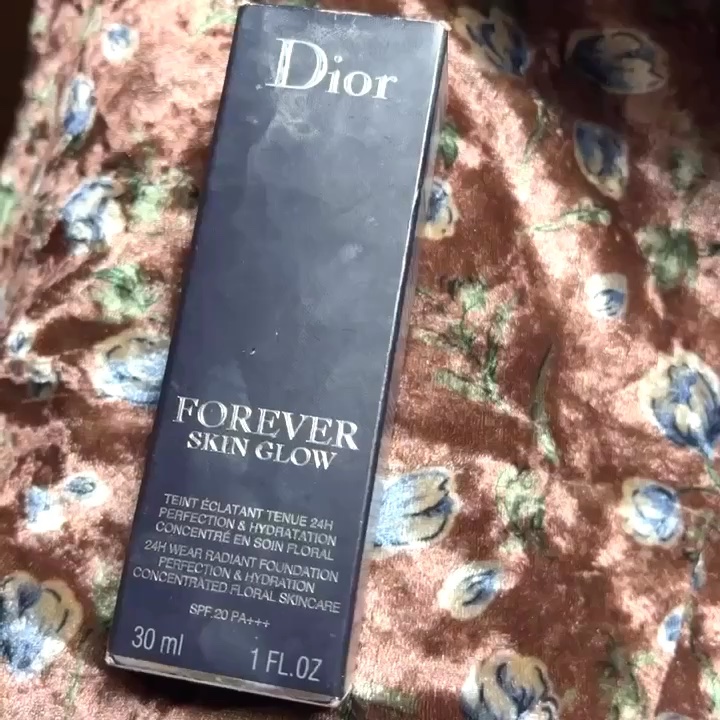 Dior
FOREVER
SKIN GLOW
TEINT ÉCLATANT TENUE 24H
PERFECTION & HYDRATATION
CONCENTRÉ EN SOIN FLORAL
24H WEAR RADIANT FOUNDATION
PERFECTION & HYDRATION
CONCENTRATED FLORAL SKINCARE
SPF 20 PA+++
30 ml 1 FL.OZ